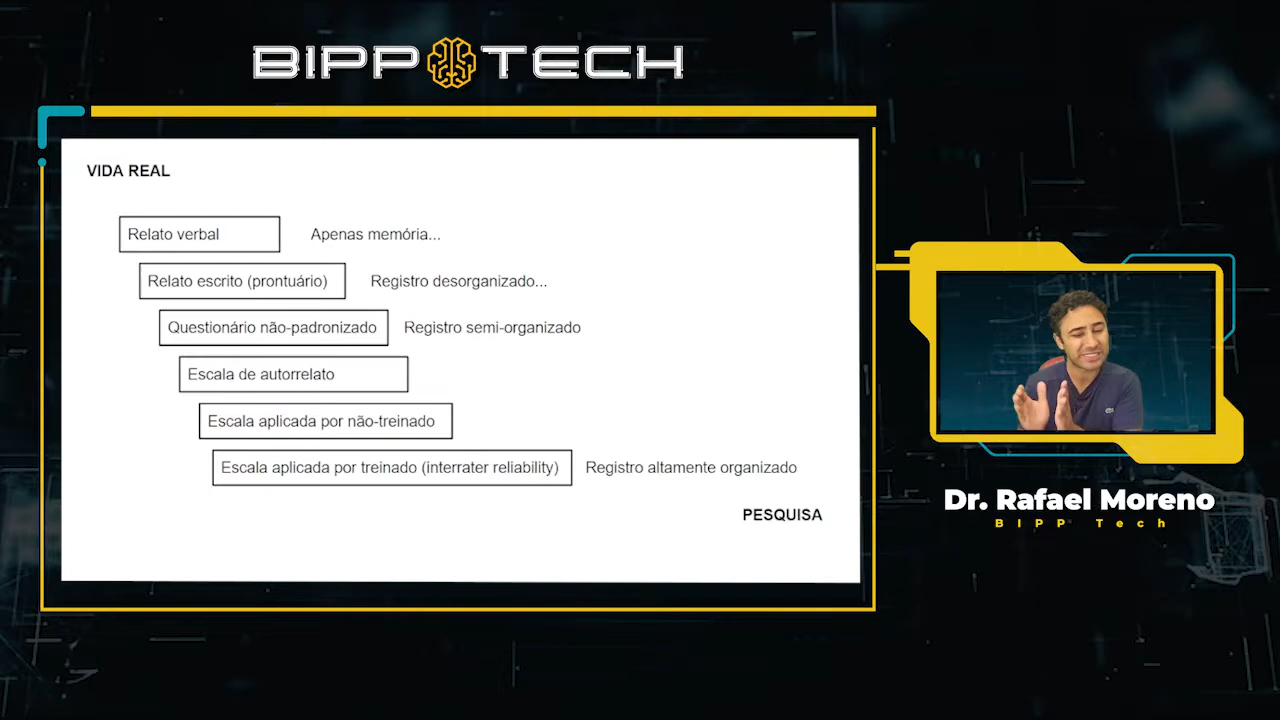 BIPP TECH
VIDA REAL
Relato verbal Apenas memória...
Relato escrito (prontuário) Registro desorganizado...
Questionário não-padronizado Registro semi-organizado
Escala de autorrelato
Escala aplicada por não-treinado
Escala aplicada por treinado (interrater reliability) Registro altamente organizado
PESQUISA
Dr. Rafael Moreno
BIPP Tech